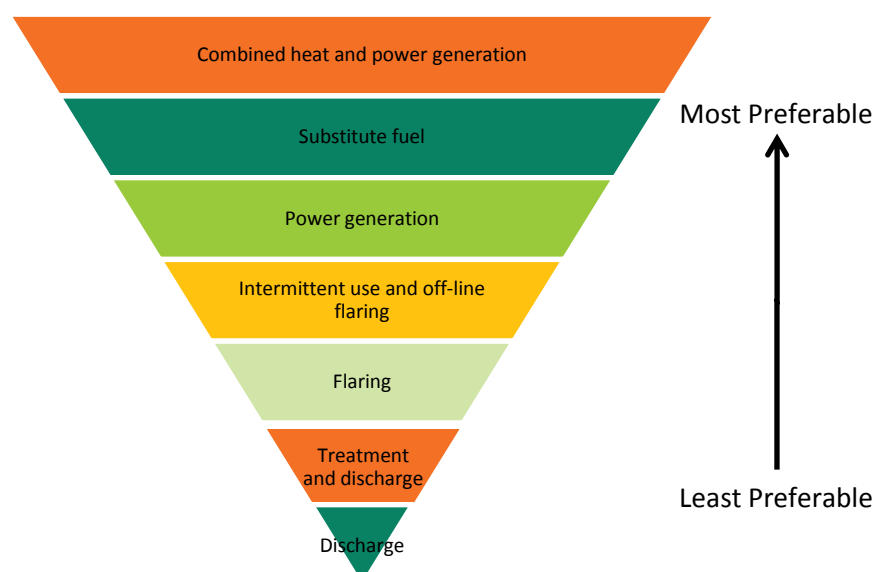 Combined heat and power generation
Most Preferable
Substitute fuel
Power generation
Intermittent use and off-line
flaring
Flaring
Treatment
and discharge
Least Preferable
Discharge